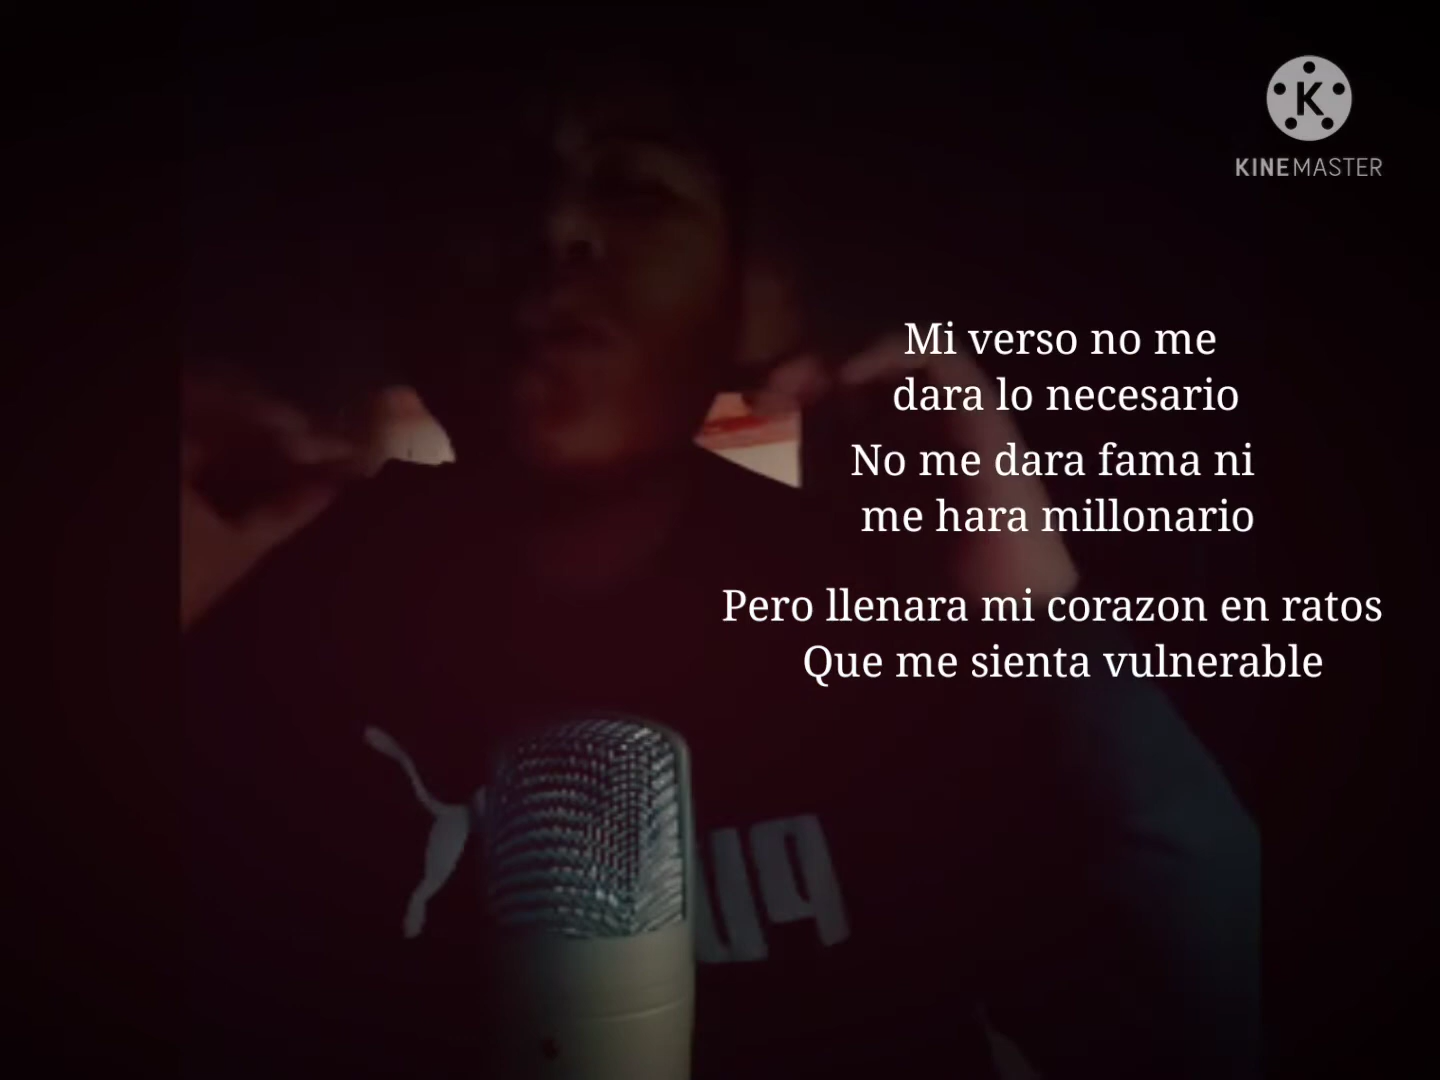 KINEMASTER
Mi verso no me
dara lo necesario
No me dara fama ni
me hara millonario
Pero llenara mi corazon en ratos
Que me sienta vulnerable